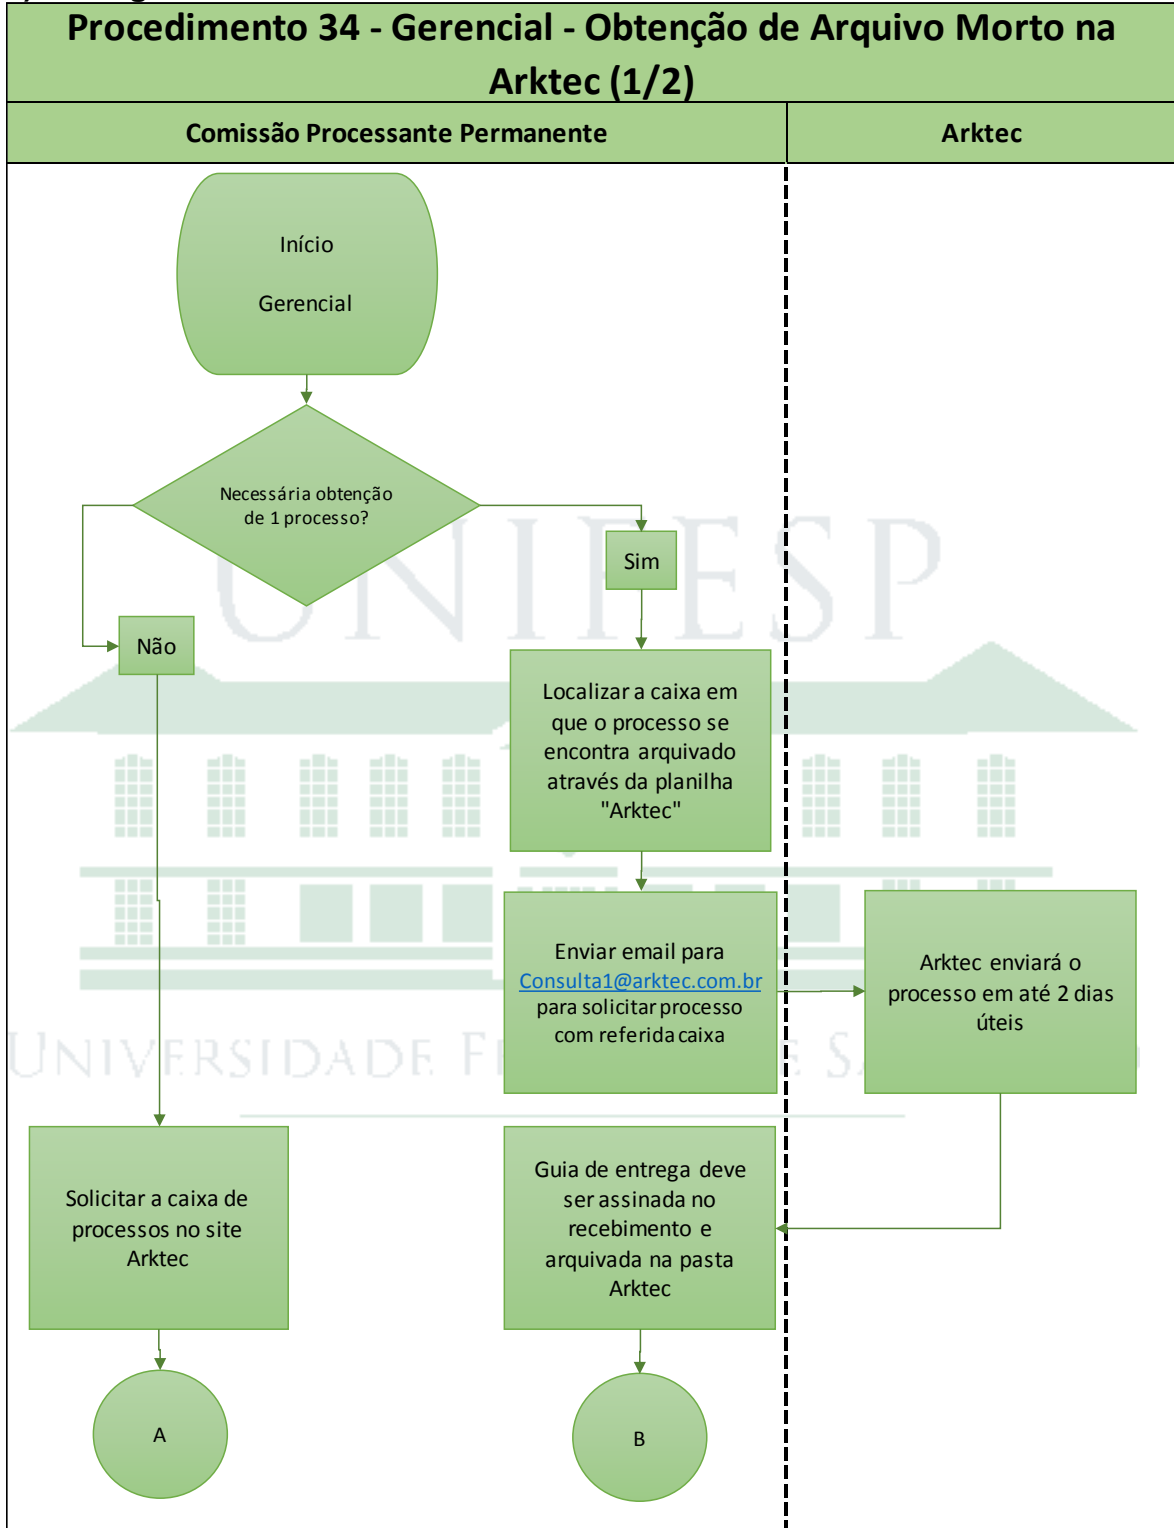 Procedimento 34 - Gerencial - Obtenção de Arquivo Morto na
Arktec (1/2)
Comissão Processante Permanente
Arktec
Início
Gerencial
Necessária obtenção
de 1 processo?
Sim
Não
UNIFESP
Localizar a caixa em
que o processo se
encontra arquivado
através da planilha
"Arktec"
Enviar email para
Consulta1@arktec.com.br
para solicitar processo
com referida caixa
Arktec enviará o
processo em até 2 dias
úteis
UNIVERSIDADE
Solicitar a caixa de
processos no site
Arktec
Guia de entrega deve
ser assinada no
recebimento e
arquivada na pasta
Arktec
A
B